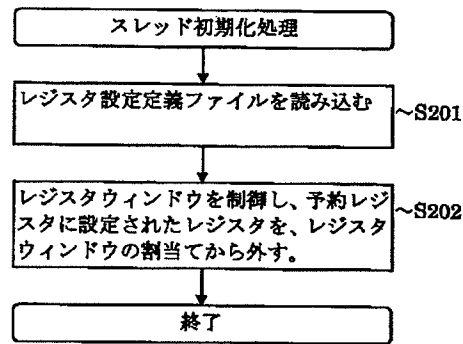 スレッド初期化処理
レジスタ設定定義ファイルを読み込む
～S201
レジスタウィンドウを制御し、予約レジ
スタに設定されたレジスタを、レジスタ
ウィンドウの割当てから外す。
～S202
終了